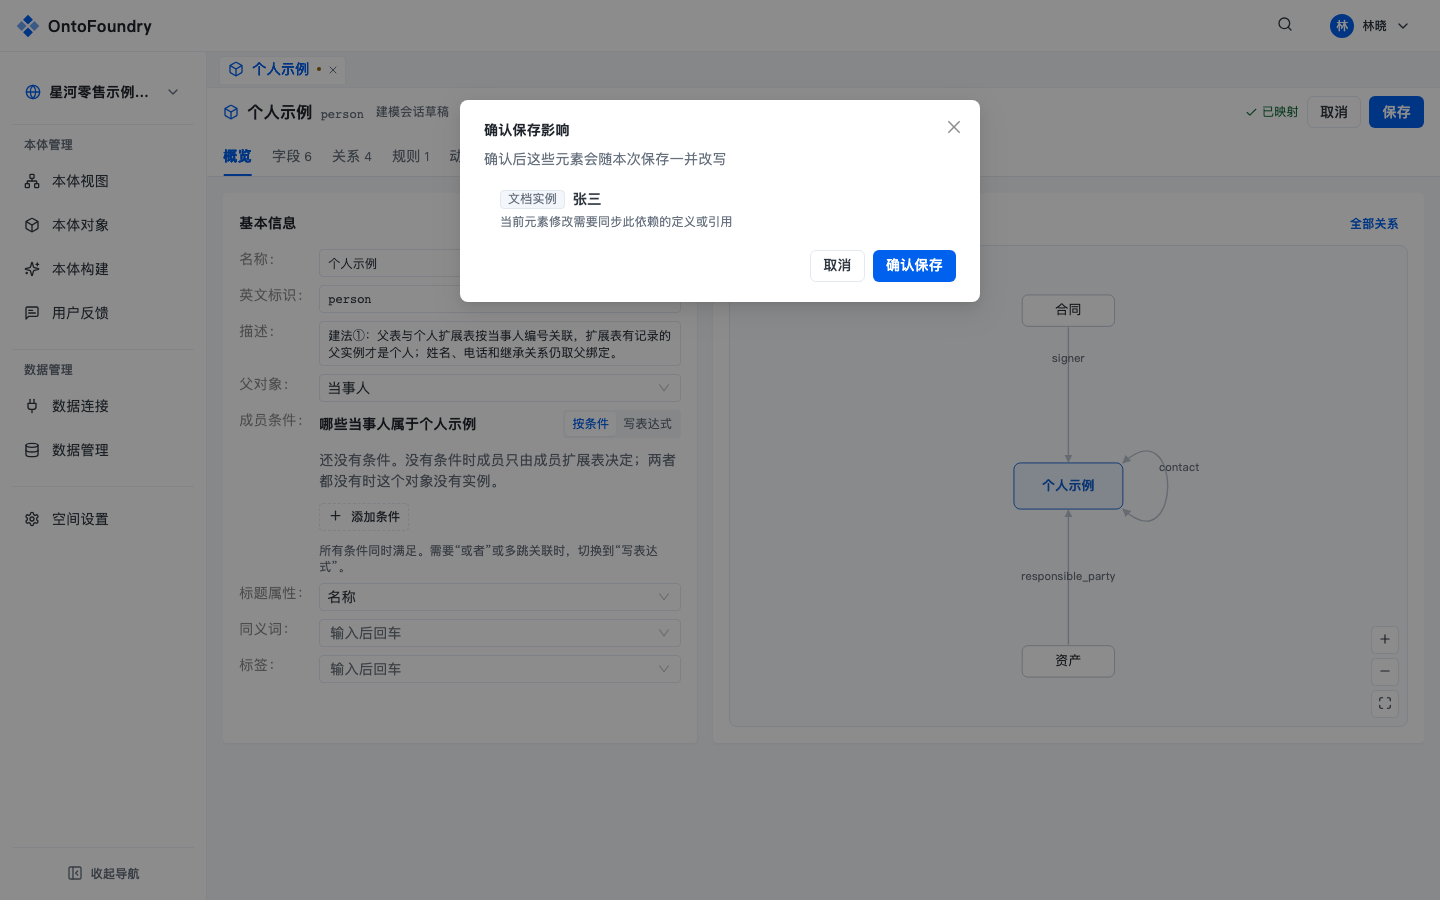 OntoFoundry
林 林晓
星河零售示例...
个人示例
个人示例 person 建模会话草稿
已映射 取消 保存
概览 字段 6 关系 4 规则 1 动
本体管理
本体视图
本体对象
本体构建
用户反馈
数据管理
数据连接
数据管理
空间设置
收起导航
确认保存影响
确认后这些元素会随本次保存一并改写
文档实例 张三
当前元素修改需要同步此依赖的定义或引用
取消 确认保存
基本信息
名称: 个人示例
英文标识: person
描述: 建法①：父表与个人扩展表按当事人编号关联，扩展表有记录的
父实例才是个人；姓名、电话和继承关系仍取父绑定。
父对象: 当事人
成员条件: 哪些当事人属于个人示例 按条件 写表达式
还没有条件。没有条件时成员只由成员扩展表决定；两者
都没有时这个对象没有实例。
添加条件
所有条件同时满足。需要“或者”或多跳关联时，切换到“写表达
式”。
标题属性: 名称
同义词: 输入后回车
标签: 输入后回车
全部关系
合同
signer
个人示例
contact
responsible_party
资产